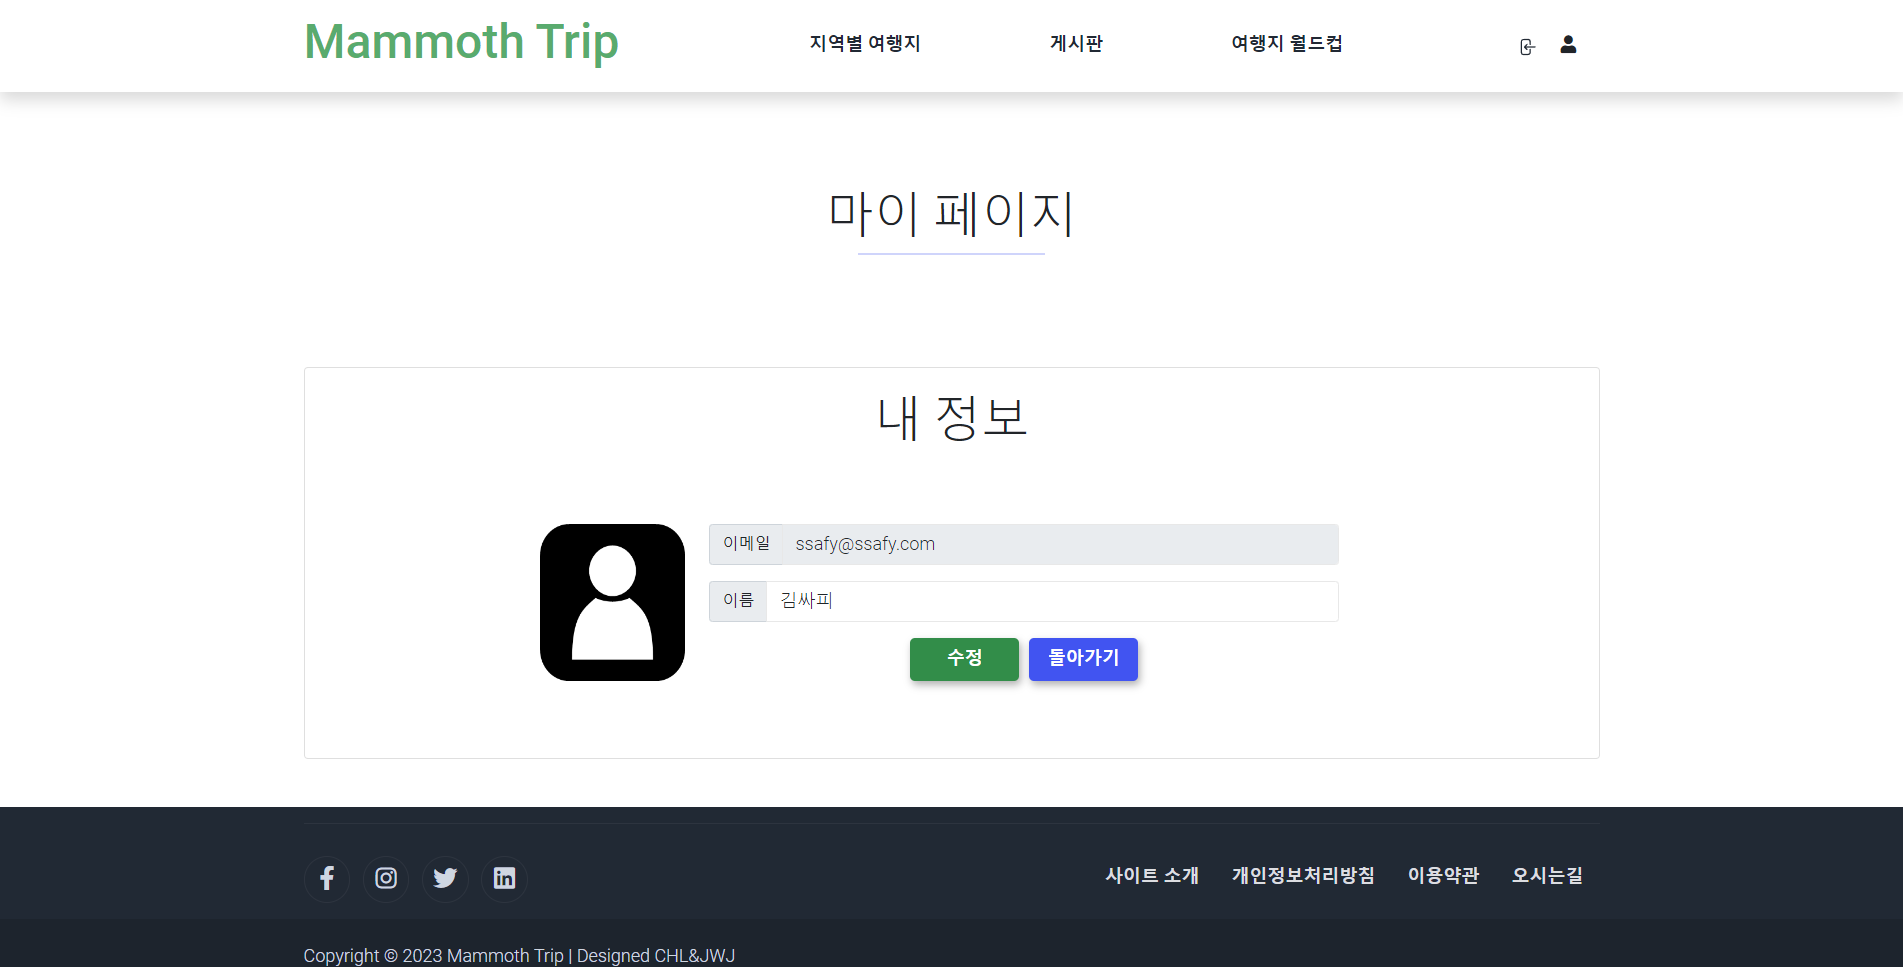 Mammoth Trip
지역별 여행지
게시판
여행지 월드컵
마이 페이지
내 정보
이메일 ssafy@ssafy.com
이름 김싸피
수정 돌아가기
사이트 소개 개인정보처리방침 이용약관 오시는길
Copyright © 2023 Mammoth Trip | Designed CHL&JWJ